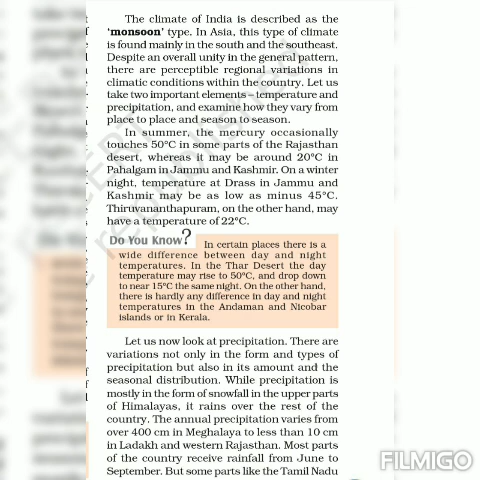 The climate of India is described as the
'monsoon' type. In Asia, this type of climate
is found mainly in the south and the southeast.
Despite an overall unity in the general pattern,
there are perceptible regional variations in
climatic conditions within the country. Let us
take two important elements – temperature and
precipitation, and examine how they vary from
place to place and season to season.
In summer, the mercury occasionally
touches 50°C in some parts of the Rajasthan
desert, whereas it may be around 20°C in
Pahalgam in Jammu and Kashmir. On a winter
night, temperature at Drass in Jammu and
Kashmir may be as low as minus 45°C.
Thiruvananthapuram, on the other hand, may
have a temperature of 22°C.
Do You Know?
In certain places there is a
wide difference between day and night
temperatures. In the Thar Desert the day
temperature may rise to 50°C, and drop down
to near 15°C the same night. On the other hand,
there is hardly any difference in day and night
temperatures in the Andaman and Nicobar
islands or in Kerala.
Let us now look at precipitation. There are
variations not only in the form and types of
precipitation but also in its amount and the
seasonal distribution. While precipitation is
mostly in the form of snowfall in the upper parts
of Himalayas, it rains over the rest of the
country. The annual precipitation varies from
over 400 cm in Meghalaya to less than 10 cm
in Ladakh and western Rajasthan. Most parts
of the country receive rainfall from June to
September. But some parts like the Tamil Nadu
FILMIGO